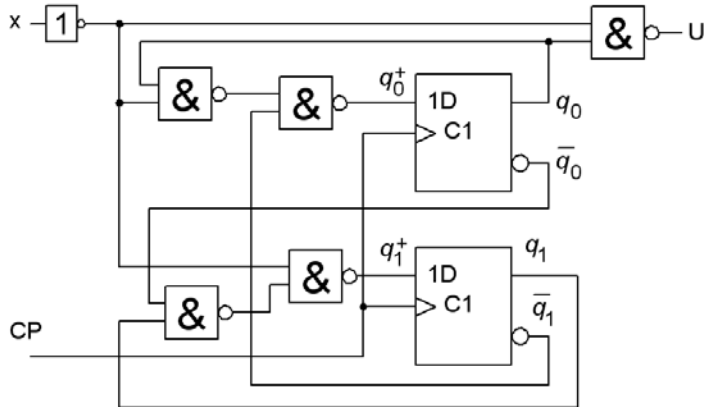 x 1
& U
& & q₀⁺ 1D q₀
C1
q̅₀
& q₁⁺ 1D q₁
C1
& q̅₁
CP